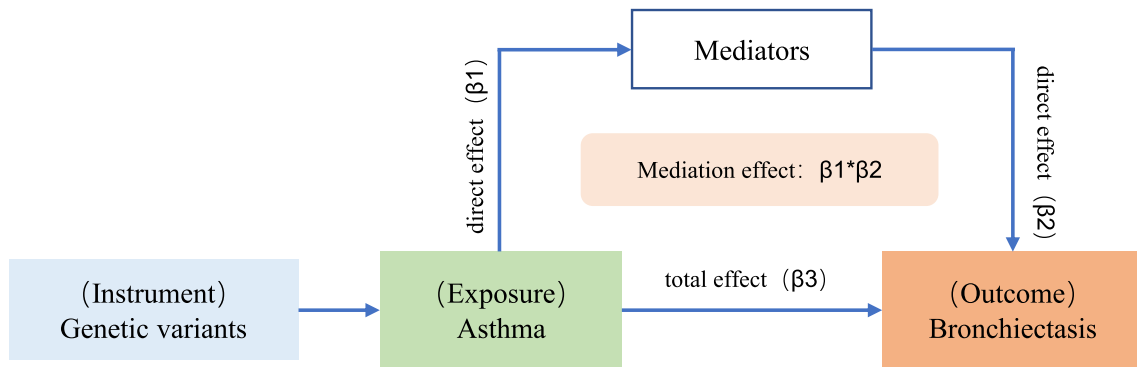 Mediators
direct effect（β1）
direct effect（β2）
Mediation effect：β1*β2
（Instrument）
Genetic variants
（Exposure）
Asthma
total effect（β3）
（Outcome）
Bronchiectasis